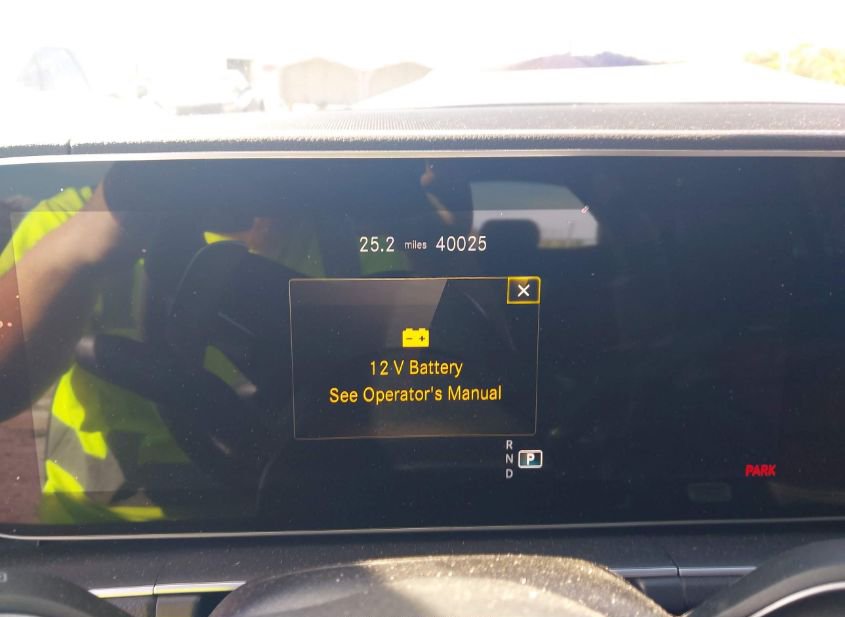 25.2 miles 40025
12 V Battery
See Operator's Manual
R
N P
D
PARK